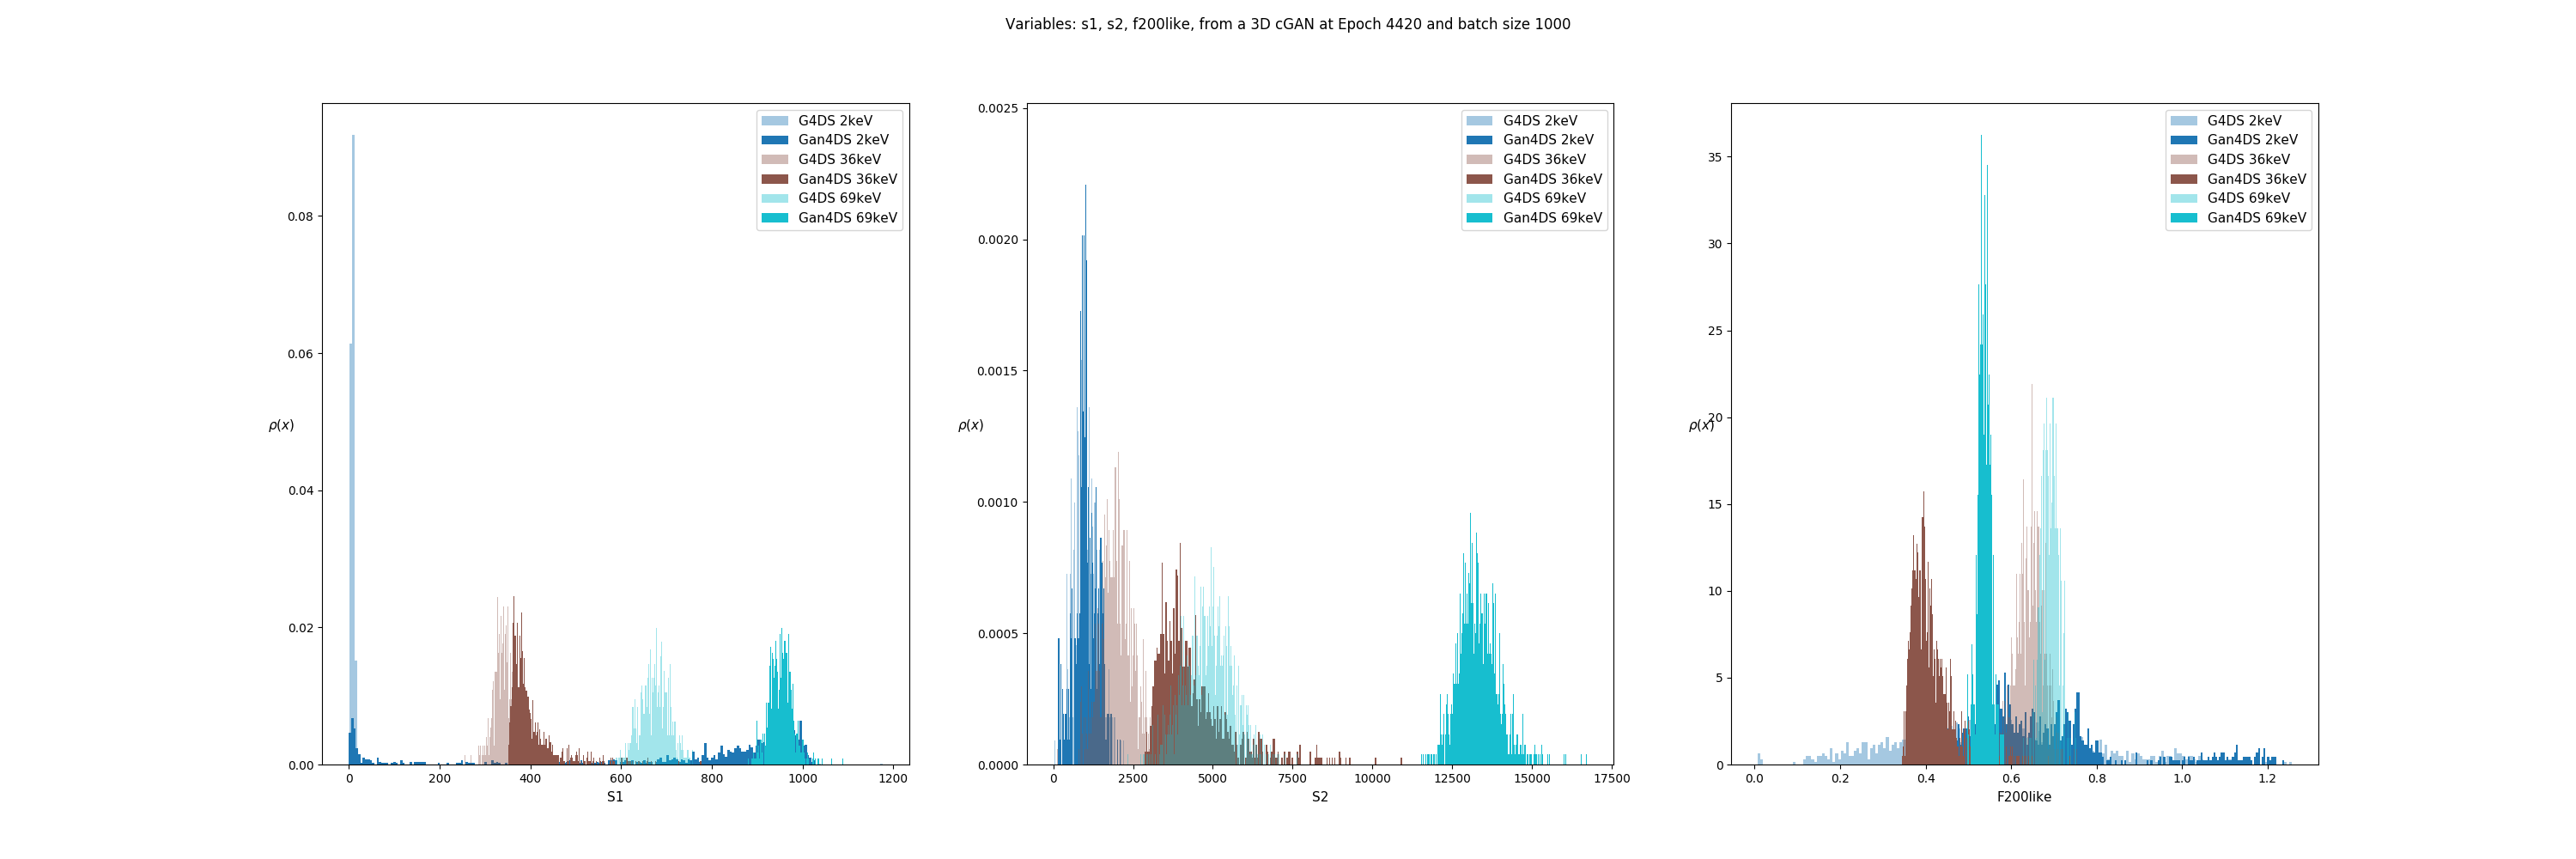 Variables: s1, s2, f200like, from a 3D cGAN at Epoch 4420 and batch size 1000
G4DS 2keV
Gan4DS 2keV
G4DS 36keV
Gan4DS 36keV
G4DS 69keV
Gan4DS 69keV
0.08
0.06
0.04
0.02
0.00
ρ(x)
0 200 400 600 800 1000 1200
S1
G4DS 2keV
Gan4DS 2keV
G4DS 36keV
Gan4DS 36keV
G4DS 69keV
Gan4DS 69keV
0.0025
0.0020
0.0015
0.0010
0.0005
0.0000
ρ(x)
0 2500 5000 7500 10000 12500 15000 17500
S2
G4DS 2keV
Gan4DS 2keV
G4DS 36keV
Gan4DS 36keV
G4DS 69keV
Gan4DS 69keV
35
30
25
20
15
10
5
0
ρ(x)
0.0 0.2 0.4 0.6 0.8 1.0 1.2
F200like